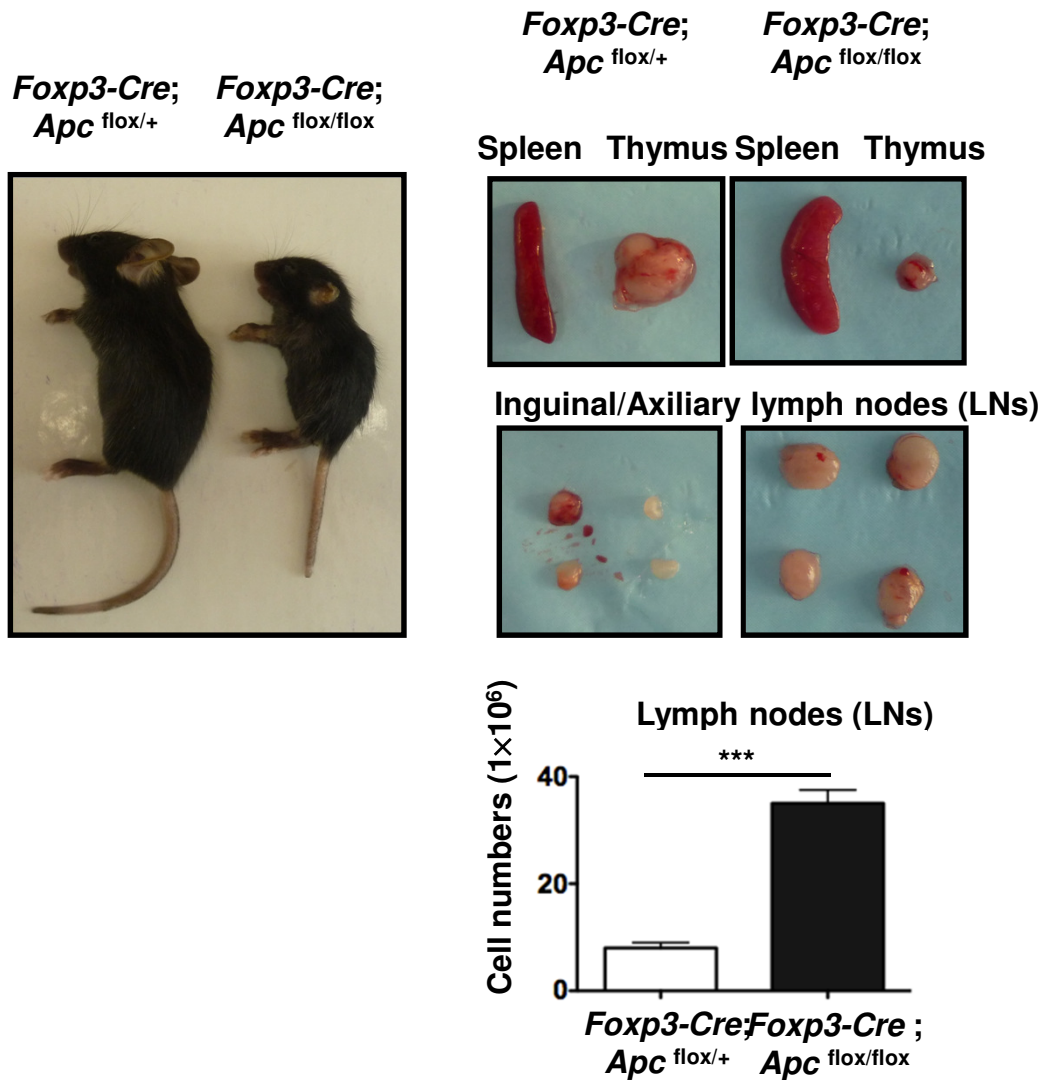 Foxp3-Cre;
Apc flox/+
Foxp3-Cre;
Apc flox/flox
Foxp3-Cre;
Apc flox/+
Foxp3-Cre;
Apc flox/flox
Spleen Thymus Spleen Thymus
Inguinal/Axiliary lymph nodes (LNs)
Lymph nodes (LNs)
Cell numbers (1×10⁶)
***
40
20
0
Foxp3-Cre;
Apc flox/+
Foxp3-Cre ;
Apc flox/flox